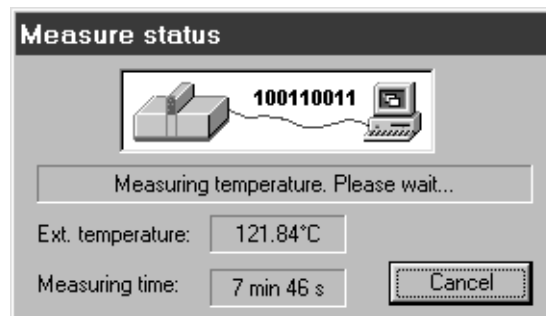 Measure status
100110011
Measuring temperature. Please wait...
Ext. temperature: 121.84°C
Measuring time: 7 min 46 s
Cancel